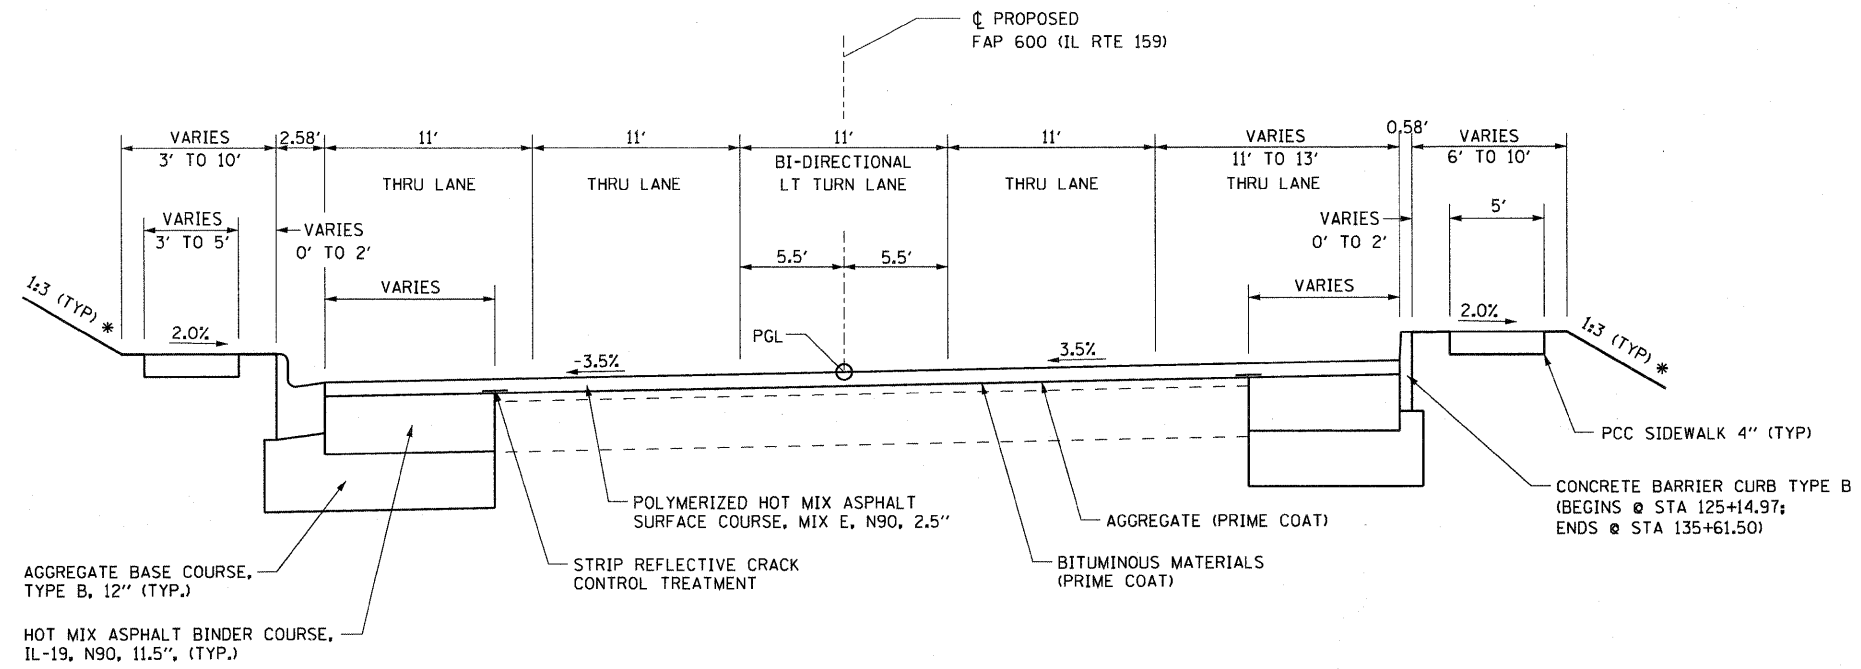 ℄ PROPOSED
FAP 600 (IL RTE 159)
VARIES
3' TO 10'
2.58'
11'
11'
11'
11'
VARIES
11' TO 13'
0.58'
VARIES
6' TO 10'
THRU LANE
THRU LANE
BI-DIRECTIONAL
LT TURN LANE
THRU LANE
THRU LANE
VARIES
3' TO 5'
VARIES
0' TO 2'
VARIES
0' TO 2'
5'
5.5'
5.5'
VARIES
VARIES
1:3 (TYP) *
2.0%
PGL
-3.5%
3.5%
2.0%
1:3 (TYP) *
PCC SIDEWALK 4" (TYP)
CONCRETE BARRIER CURB TYPE B
(BEGINS @ STA 125+14.97;
ENDS @ STA 135+61.50)
POLYMERIZED HOT MIX ASPHALT
SURFACE COURSE, MIX E, N90, 2.5"
AGGREGATE (PRIME COAT)
STRIP REFLECTIVE CRACK
CONTROL TREATMENT
BITUMINOUS MATERIALS
(PRIME COAT)
AGGREGATE BASE COURSE,
TYPE B, 12" (TYP.)
HOT MIX ASPHALT BINDER COURSE,
IL-19, N90, 11.5", (TYP.)